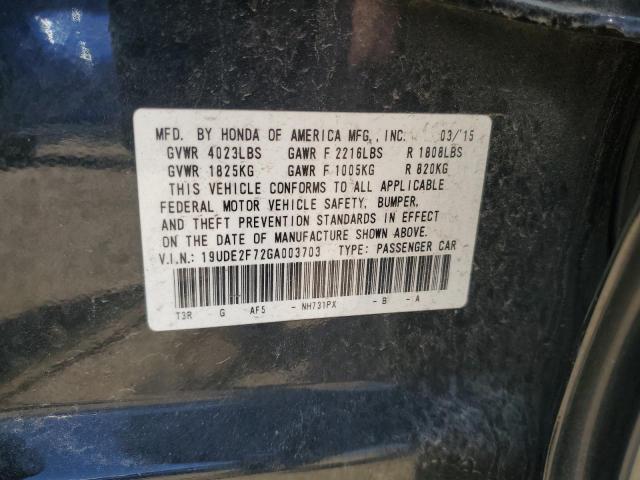 MFD. BY HONDA OF AMERICA MFG., INC. 03/'15
GVWR 4023LBS GAWR F 2216LBS R 1808LBS
GVWR 1825KG GAWR F 1005KG R 820KG
THIS VEHICLE CONFORMS TO ALL APPLICABLE
FEDERAL MOTOR VEHICLE SAFETY, BUMPER,
AND THEFT PREVENTION STANDARDS IN EFFECT
ON THE DATE OF MANUFACTURE SHOWN ABOVE.
V.I.N.: 19UDE2F72GA003703 TYPE: PASSENGER CAR
T3R - G AF5 - NH731PX - B - A